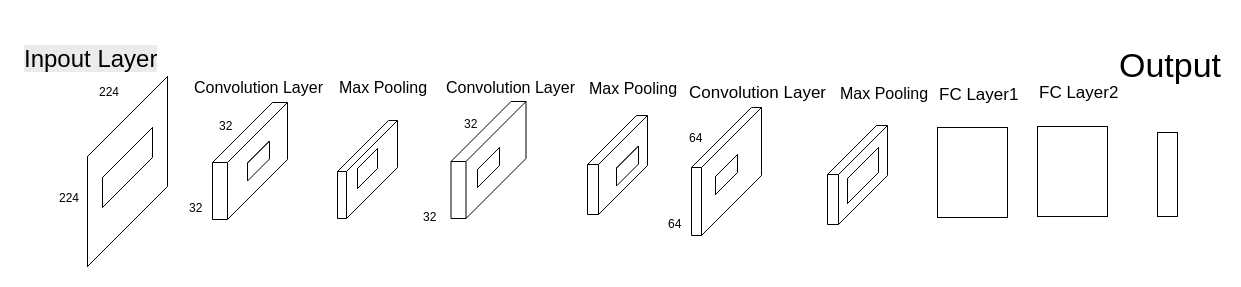 Inpout Layer
224
224
Convolution Layer
32
32
Max Pooling
Convolution Layer
32
32
Max Pooling
Convolution Layer
64
64
Max Pooling
FC Layer1
FC Layer2
Output